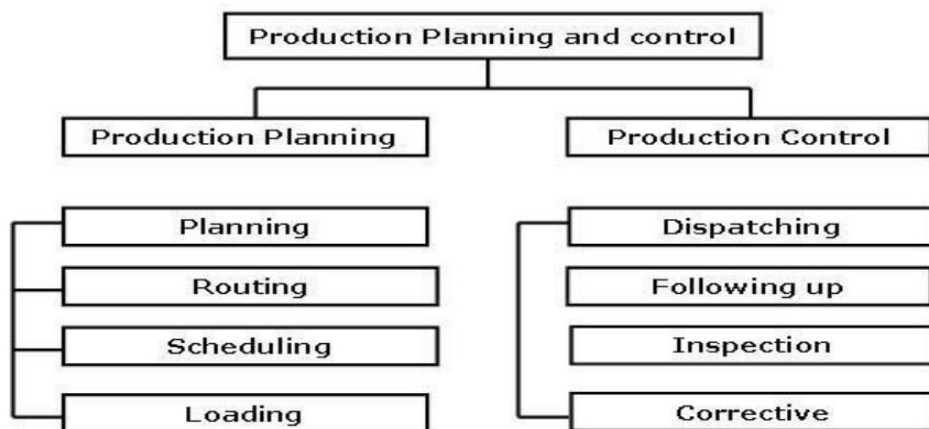 Production Planning and control
Production Planning
Production Control
Planning
Routing
Scheduling
Loading
Dispatching
Following up
Inspection
Corrective